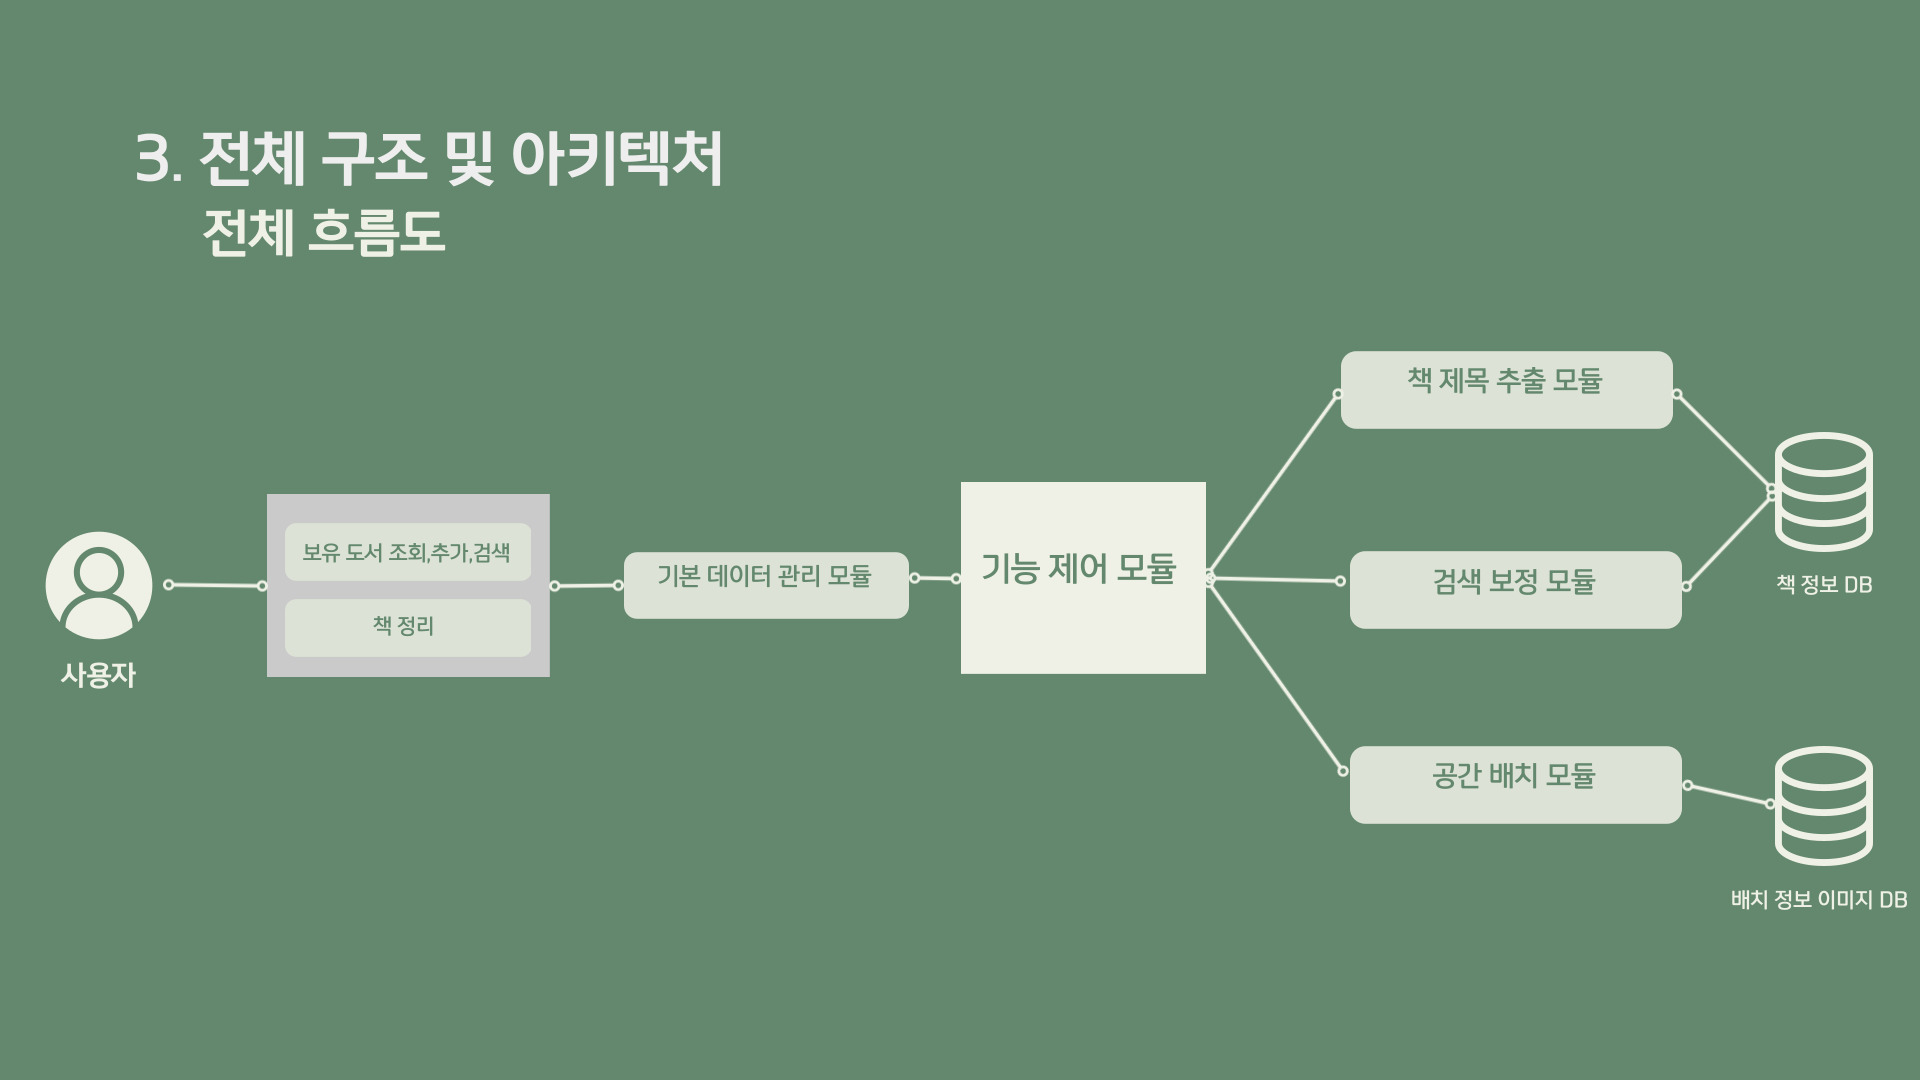 3. 전체 구조 및 아키텍처
전체 흐름도
사용자
보유 도서 조회,추가,검색
책 정리
기본 데이터 관리 모듈
기능 제어 모듈
책 제목 추출 모듈
검색 보정 모듈
공간 배치 모듈
책 정보 DB
배치 정보 이미지 DB